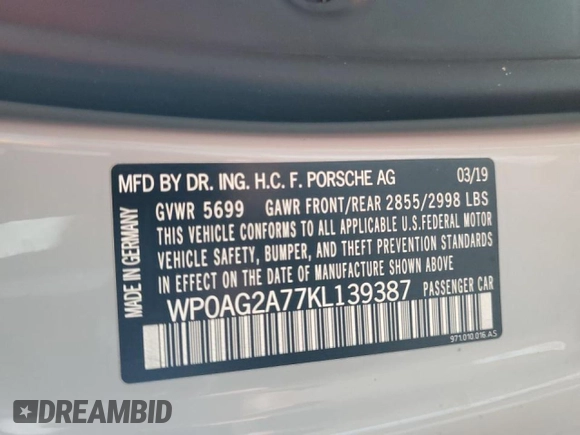 MFD BY DR. ING. H.C. F. PORSCHE AG 03/19
GVWR 5699 GAWR FRONT/REAR 2855/2998 LBS
THIS VEHICLE CONFORMS TO ALL APPLICABLE U.S.FEDERAL MOTOR
VEHICLE SAFETY, BUMPER, AND THEFT PREVENTION STANDARDS
IN EFFECT ON THE DATE OF MANUFACTURE SHOWN ABOVE
WP0AG2A77KL139387 PASSENGER CAR
MADE IN GERMANY
971.010.016.AS
DREAMBID